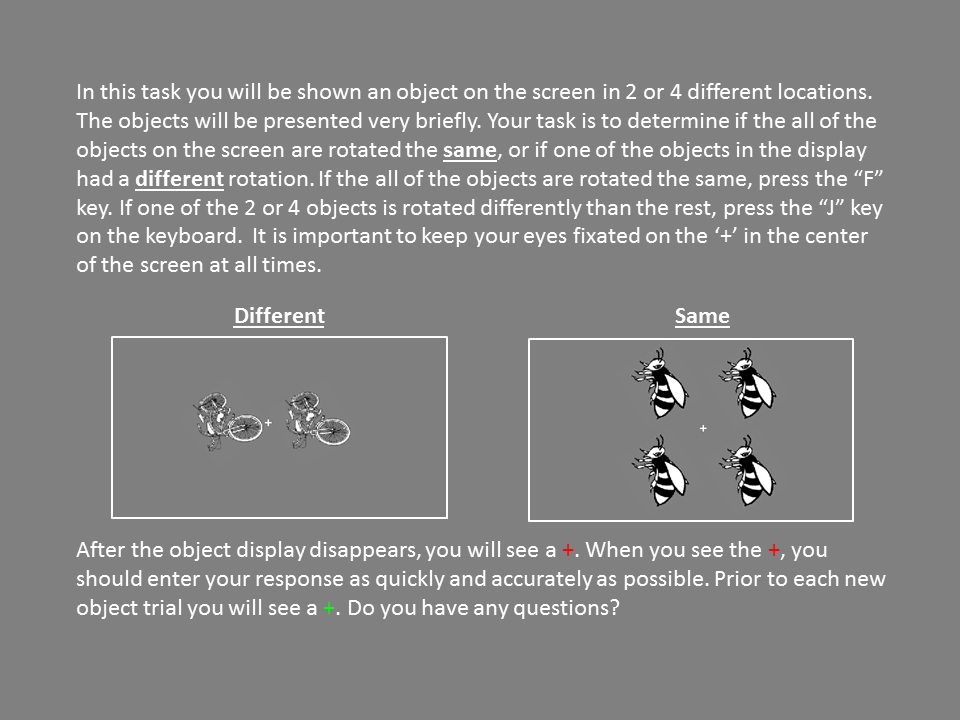 In this task you will be shown an object on the screen in 2 or 4 different locations.
The objects will be presented very briefly. Your task is to determine if the all of the
objects on the screen are rotated the same, or if one of the objects in the display
had a different rotation. If the all of the objects are rotated the same, press the “F”
key. If one of the 2 or 4 objects is rotated differently than the rest, press the “J” key
on the keyboard.  It is important to keep your eyes fixated on the ‘+’ in the center
of the screen at all times.
Different
Same
+
+
After the object display disappears, you will see a +. When you see the +, you
should enter your response as quickly and accurately as possible. Prior to each new
object trial you will see a +. Do you have any questions?